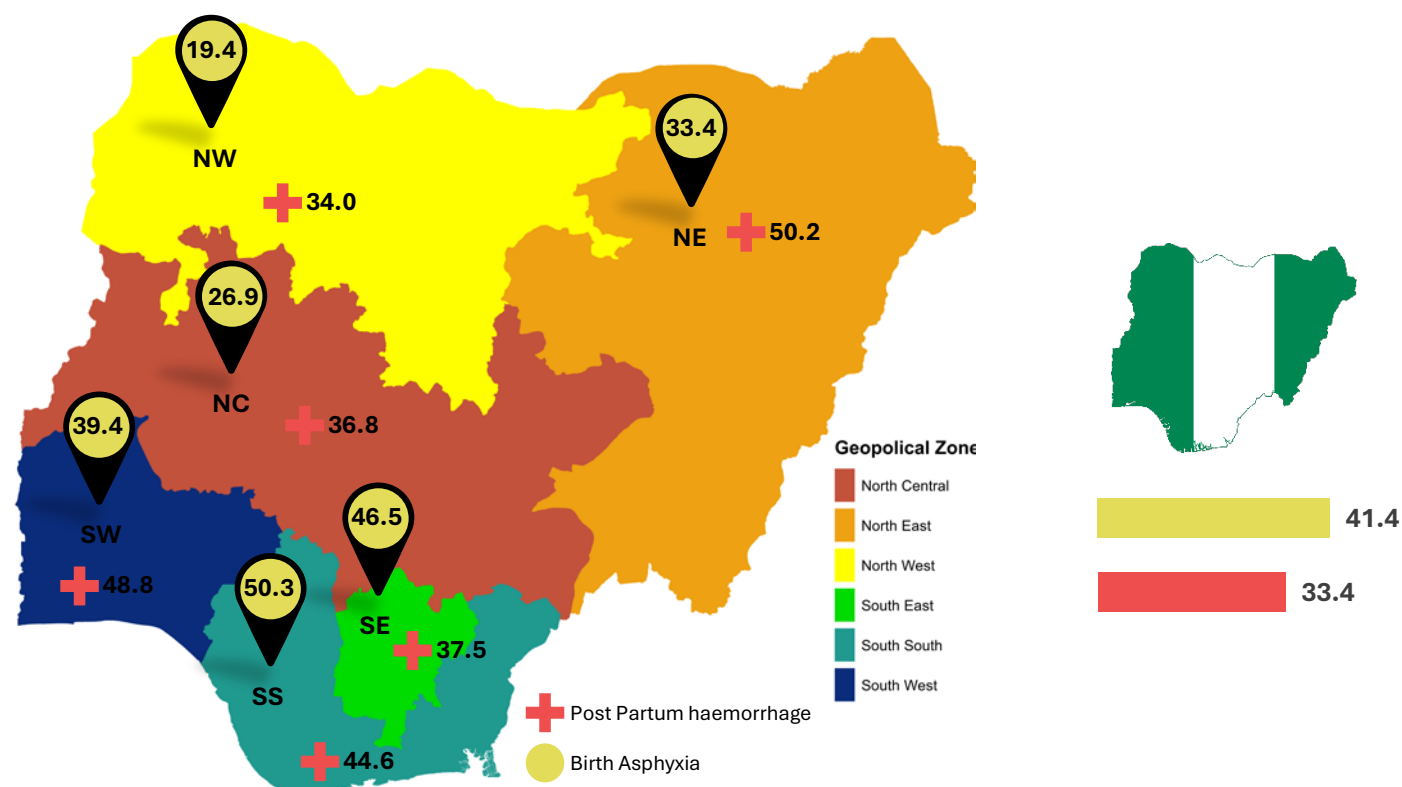 19.4
NW
34.0
33.4
NE
50.2
26.9
NC
36.8
39.4
SW
48.8
46.5
SE
37.5
50.3
SS
44.6
Geopolical Zone
North Central
North East
North West
South East
South South
South West
Post Partum haemorrhage
Birth Asphyxia
41.4
33.4